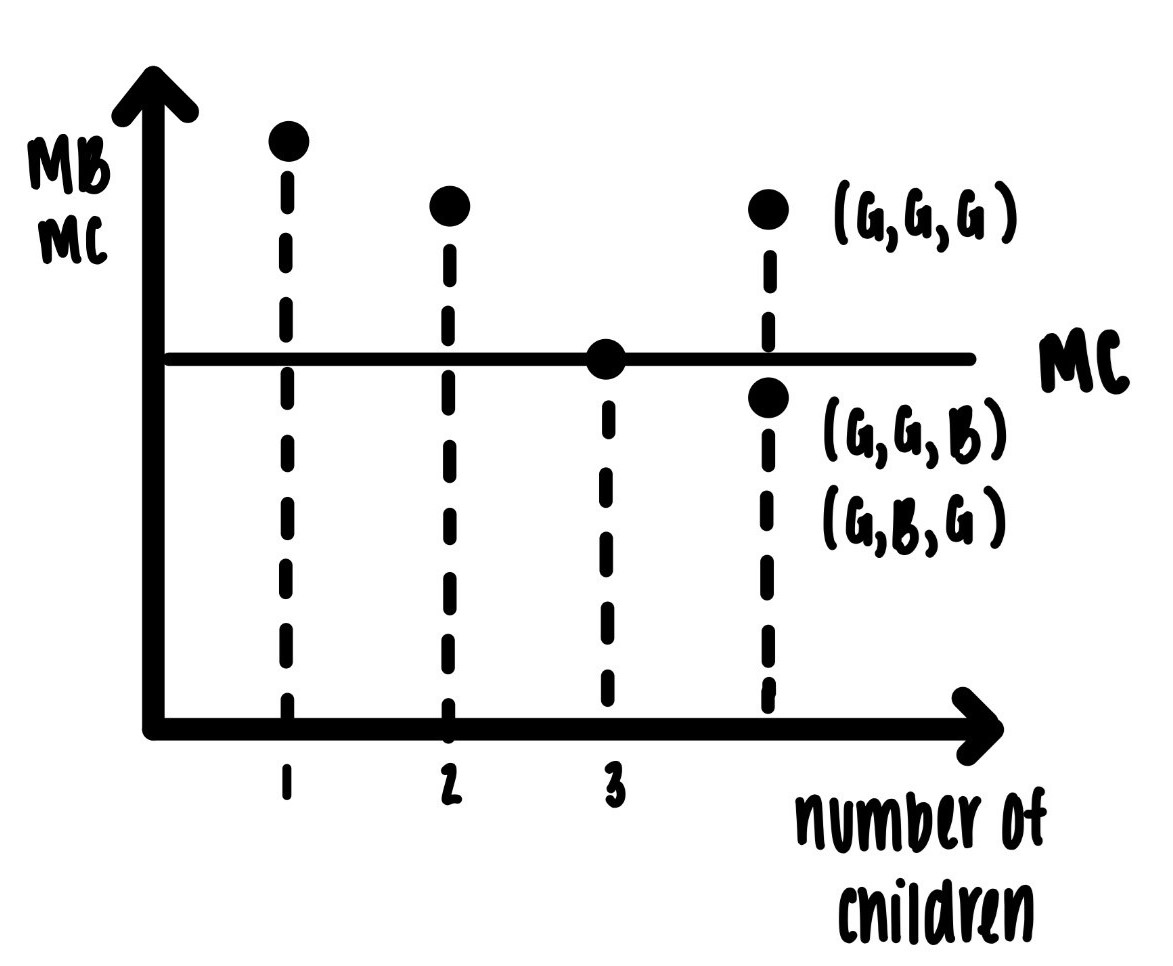 MB
MC
(G,G,G)
MC
(G,G,B)
(G,B,G)
1
2
3
number of
children